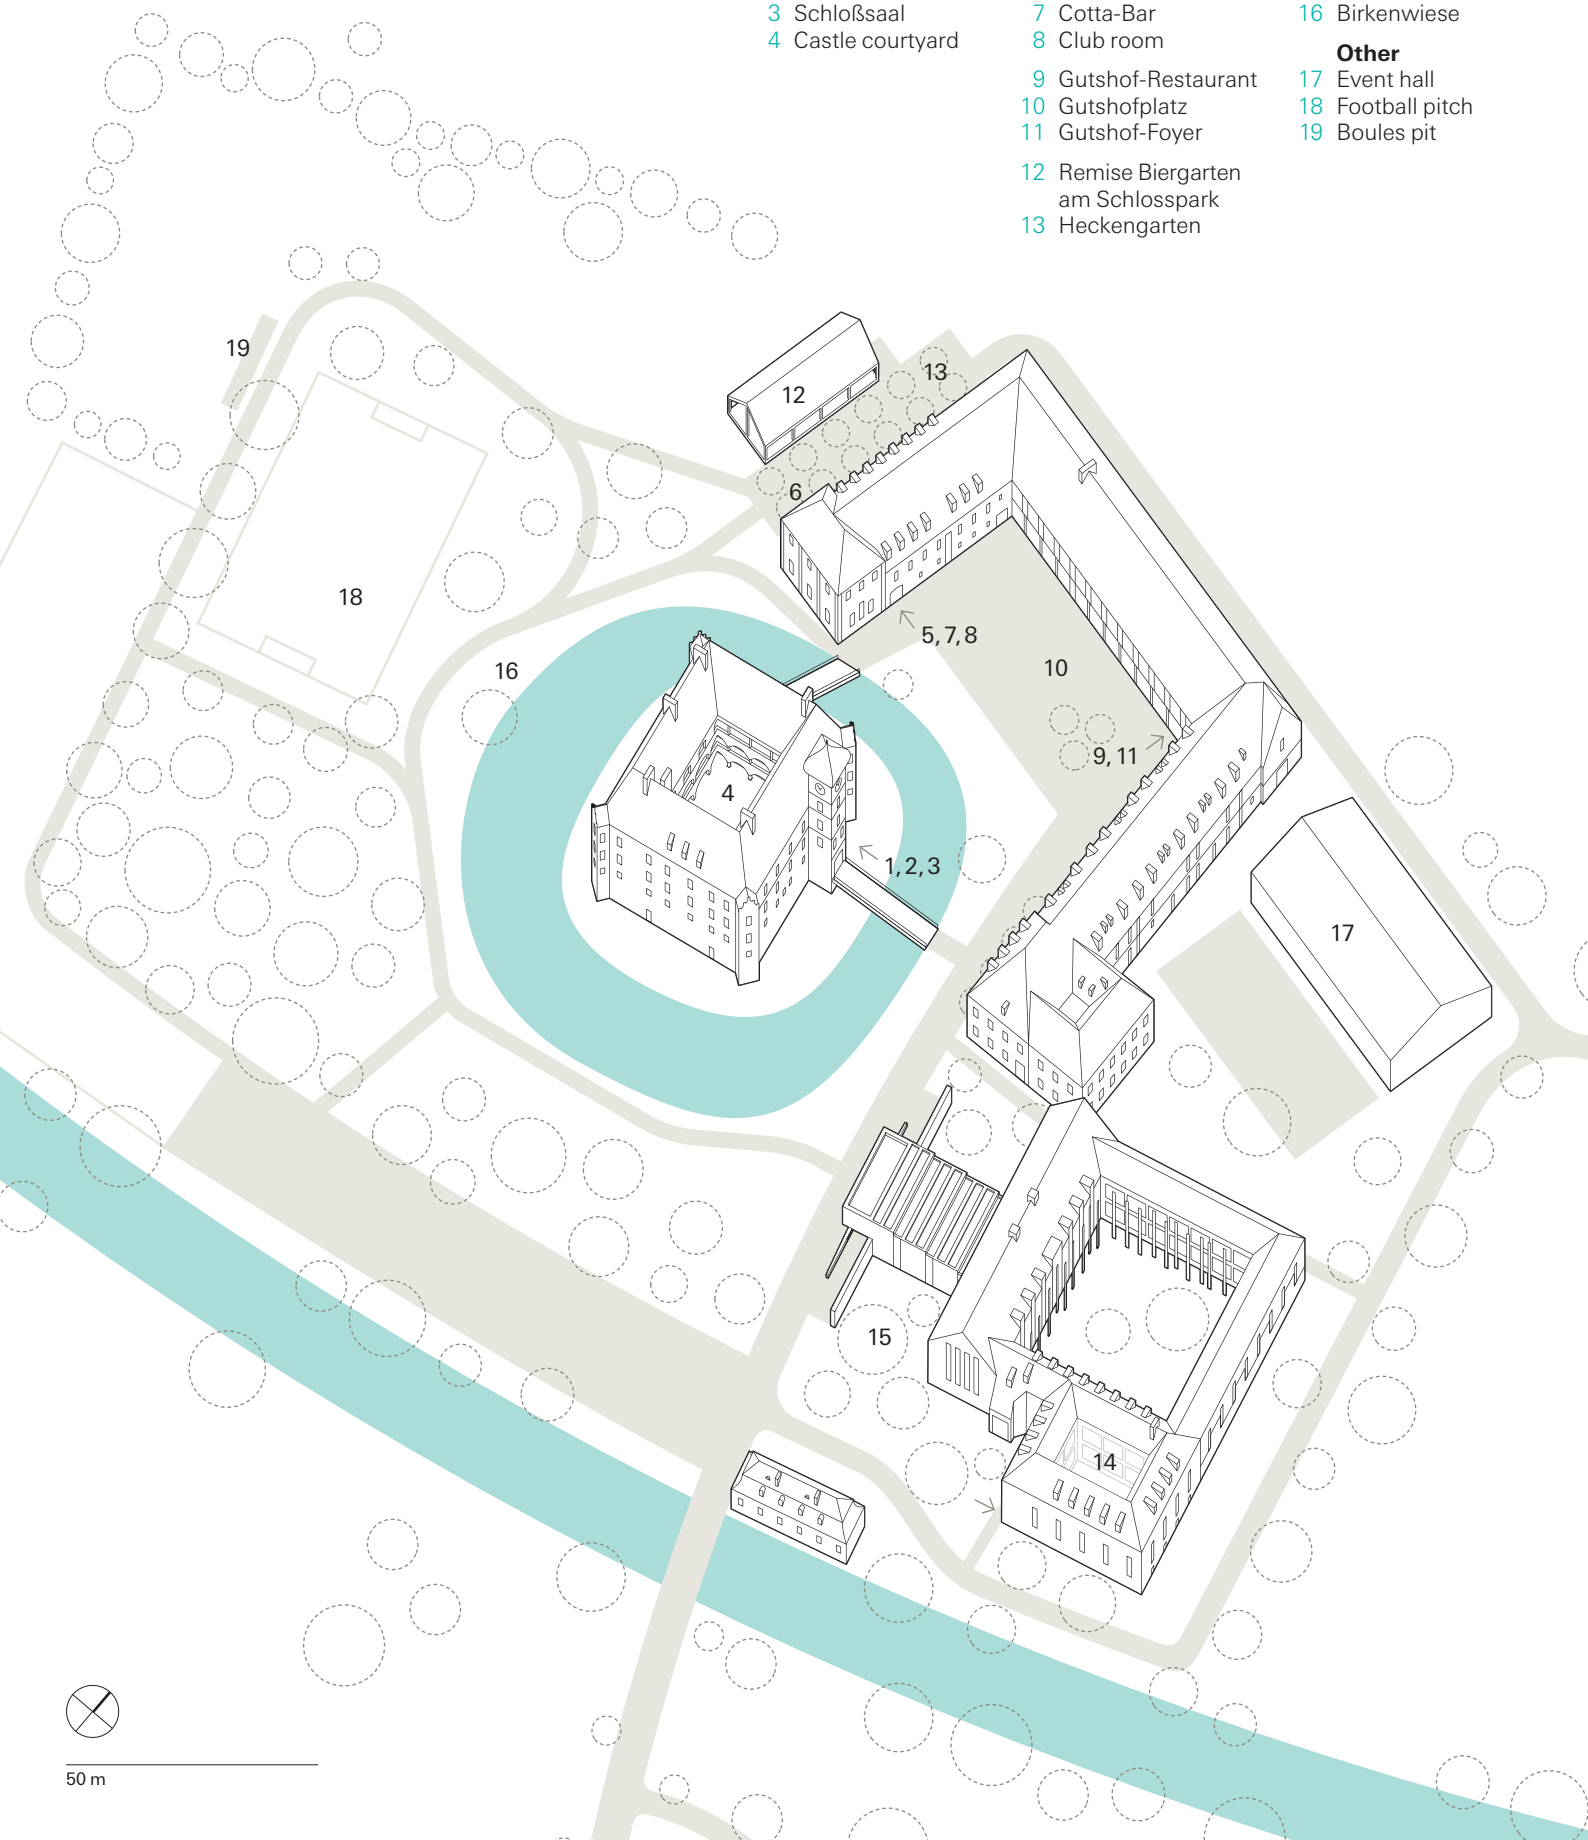 3 Schloßsaal
4 Castle courtyard
7 Cotta-Bar
8 Club room
9 Gutshof-Restaurant
10 Gutshofplatz
11 Gutshof-Foyer
12 Remise Biergarten
am Schlosspark
13 Heckengarten
16 Birkenwiese
Other
17 Event hall
18 Football pitch
19 Boules pit
19
12
13
6
18
5, 7, 8
16
10
9, 11
4
1, 2, 3
17
15
14
50 m